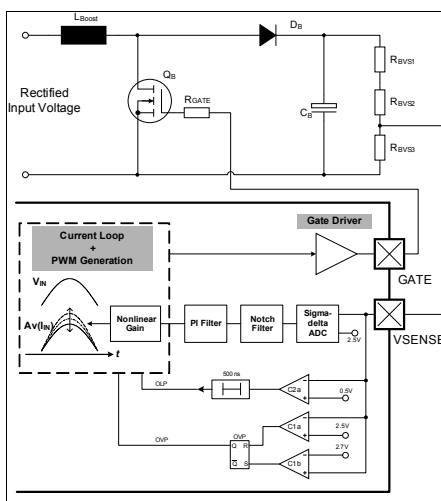 LBoost
DB
RBVS1
QB
RGATE
Rectified
Input Voltage
RBVS2
CB
RBVS3
Gate Driver
Current Loop
+
PWM Generation
GATE
VIN
Av(IIN)
t
Nonlinear
Gain
PI Filter
Notch
Filter
Sigma-
delta
ADC
2.5V
VSENSE
500 ns
OLP
C2a
0.5V
2.5V
C1a
OVP
OVP
Q R
Q S
2.7V
C1b